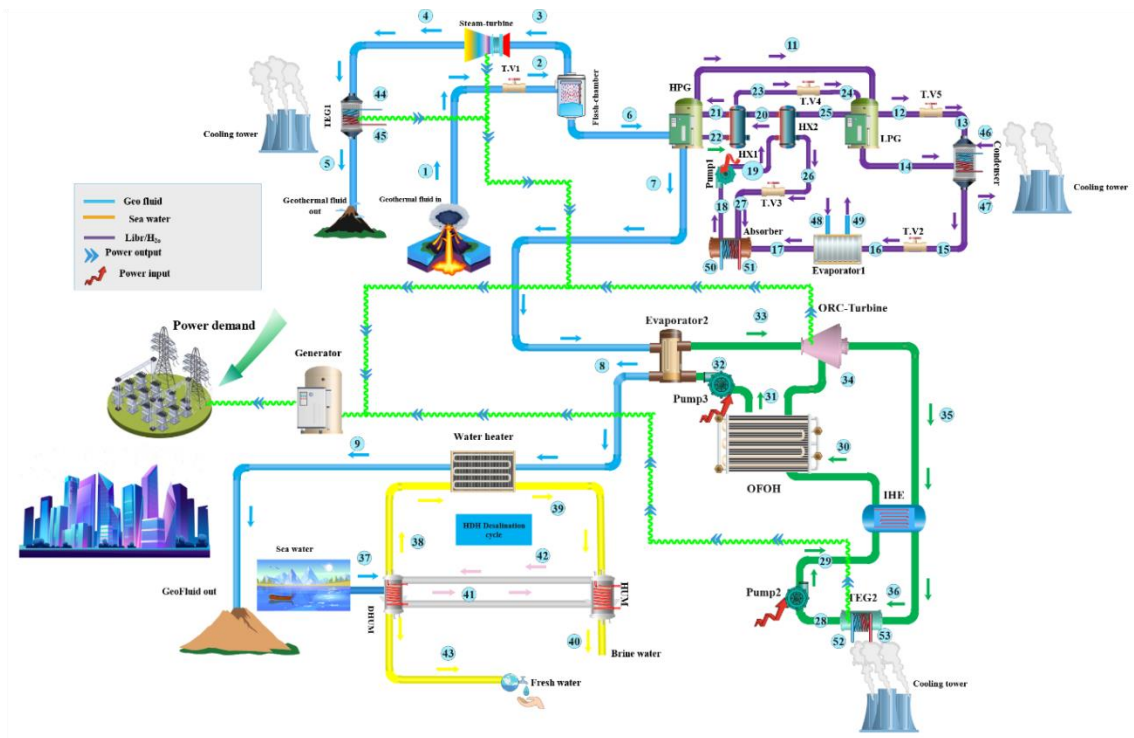 4
3
Steam-turbine
11
2
T.V1
HPG
23
24
T.V4
T.V5
44
TEG1
45
Flash-chamber
6
21
20
25
12
13
46
22
HX2
LPG
Cooling tower
5
1
HX1
Pump1
19
26
14
Condenser
7
T.V3
47
Cooling tower
Geo fluid
Sea water
Libr/H₂ₒ
Power output
Power input
Geothermal fluid
out
Geothermal fluid in
18
27
48
49
Absorber
T.V2
17
16
15
50
51
Evaporator1
Power demand
33
ORC-Turbine
Evaporator2
Generator
8
32
31
34
Pump3
35
9
Water heater
30
OFOH
IHE
39
HDH Desalination
cycle
38
Sea water
37
42
29
GeoFluid out
41
DHUM
HUM
Pump2
TEG2
36
28
40
Brine water
52
53
43
Fresh water
Cooling tower